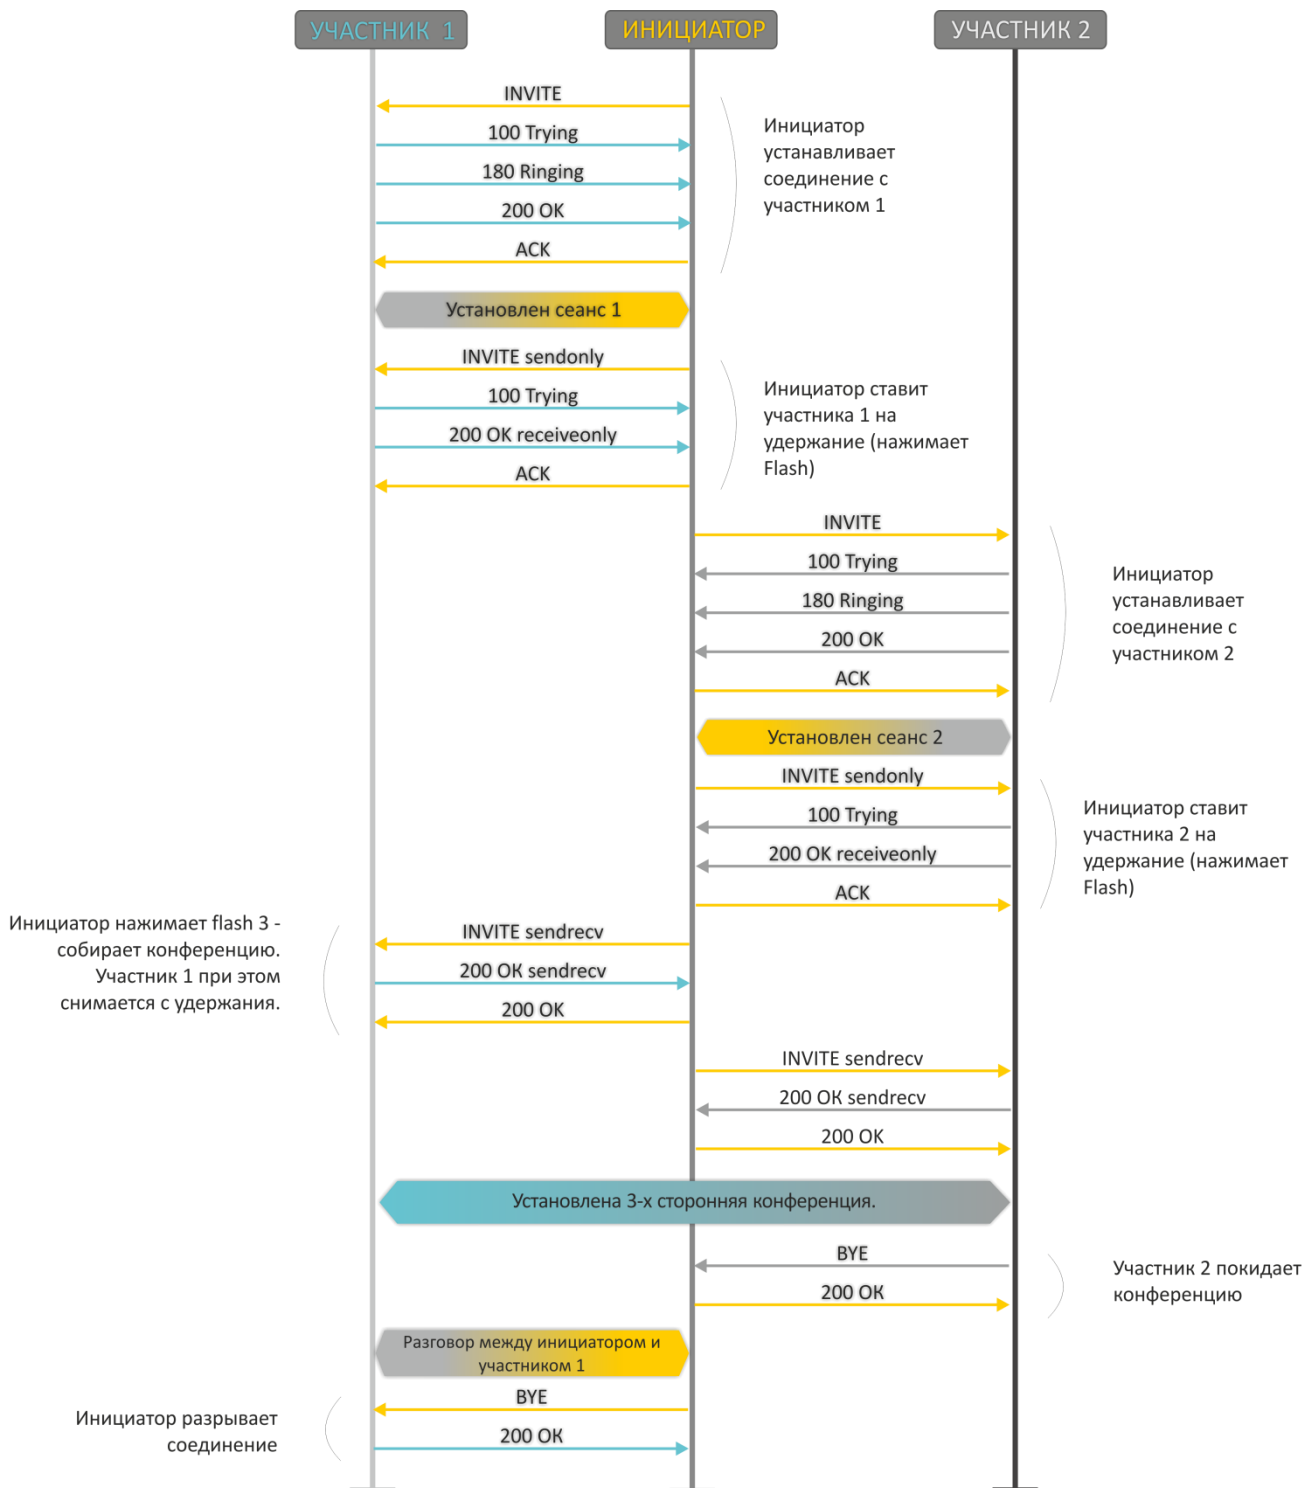 УЧАСТНИК 1
ИНИЦИАТОР
УЧАСТНИК 2
INVITE
100 Trying
180 Ringing
200 OK
ACK
Инициатор
устанавливает
соединение с
участником 1
Установлен сеанс 1
INVITE sendonly
100 Trying
200 OK receiveonly
ACK
Инициатор ставит
участника 1 на
удержание (нажимает
Flash)
INVITE
100 Trying
180 Ringing
200 OK
ACK
Инициатор
устанавливает
соединение с
участником 2
Установлен сеанс 2
INVITE sendonly
100 Trying
200 OK receiveonly
ACK
Инициатор ставит
участника 2 на
удержание (нажимает
Flash)
Инициатор нажимает flash 3 -
собирает конференцию.
Участник 1 при этом
снимается с удержания.
INVITE sendrecv
200 OK sendrecv
200 OK
INVITE sendrecv
200 OK sendrecv
200 OK
Установлена 3-х сторонняя конференция.
BYE
200 OK
Участник 2 покидает
конференцию
Разговор между инициатором и
участником 1
BYE
200 OK
Инициатор разрывает
соединение